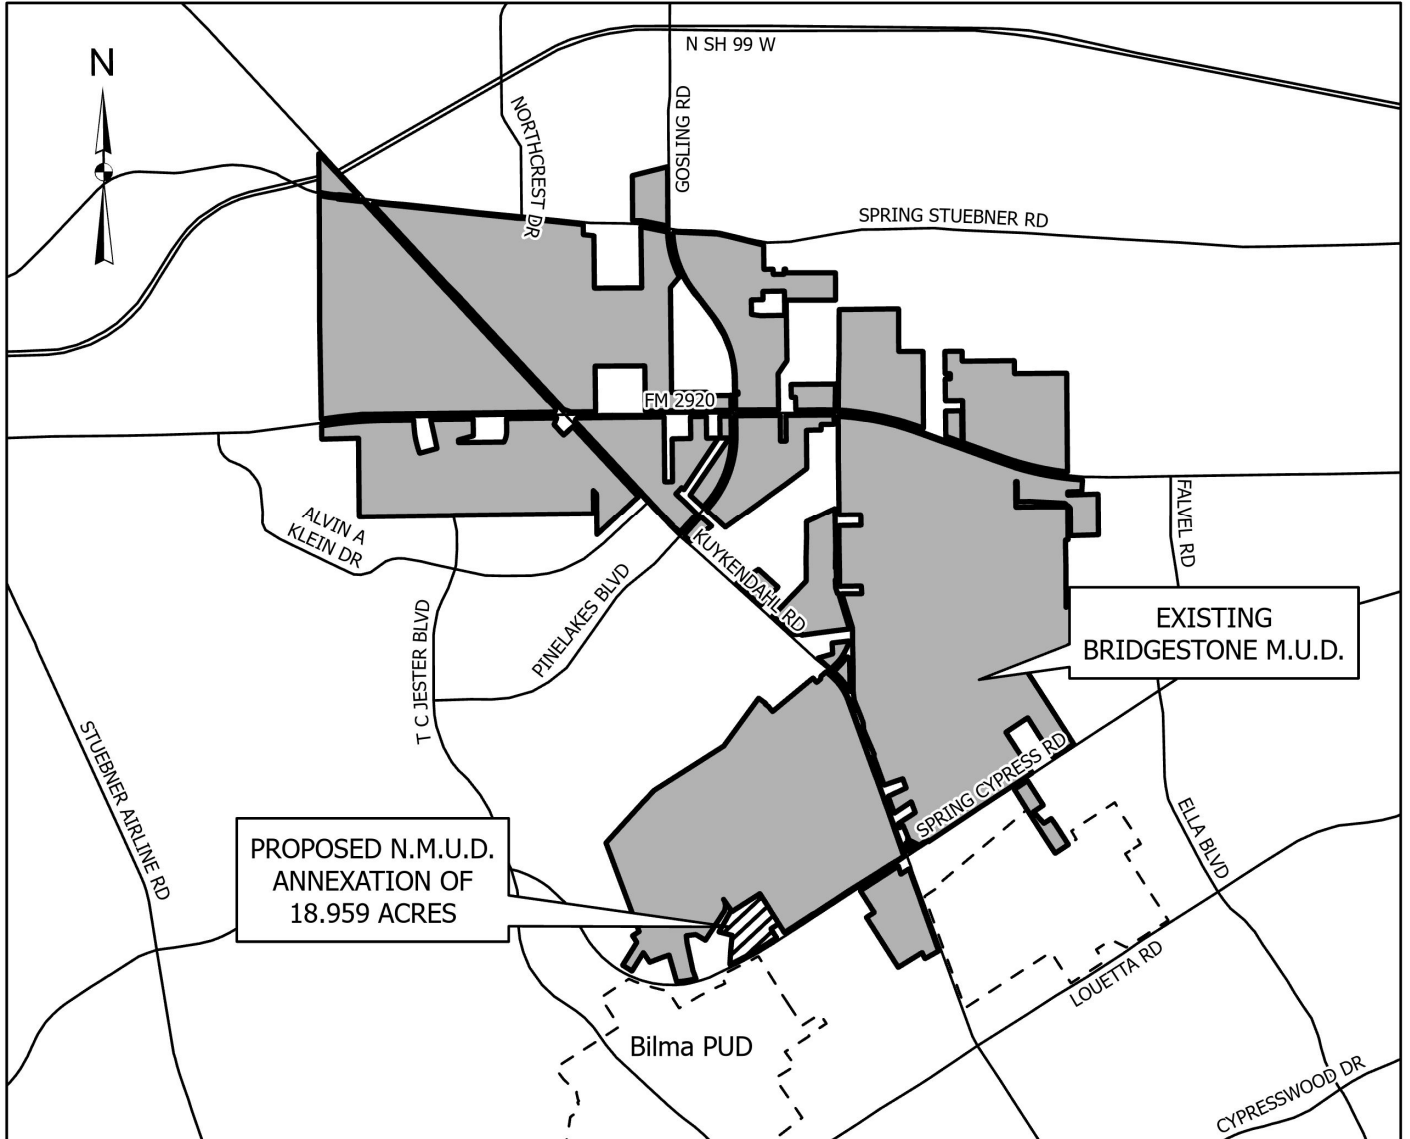 N SH 99 W
N
NORTHCREST DR
GOSLING RD
SPRING STUEBNER RD
FM 2920
ALVIN A
KLEIN DR
FALVEL RD
KUYKENDAHL RD
PINELAKES BLVD
T C JESTER BLVD
EXISTING
BRIDGESTONE M.U.D.
STUEBNER AIRLINE RD
SPRING CYPRESS RD
ELLA BLVD
PROPOSED N.M.U.D.
ANNEXATION OF
18.959 ACRES
LOUETTA RD
Bilma PUD
CYPRESSWOOD DR